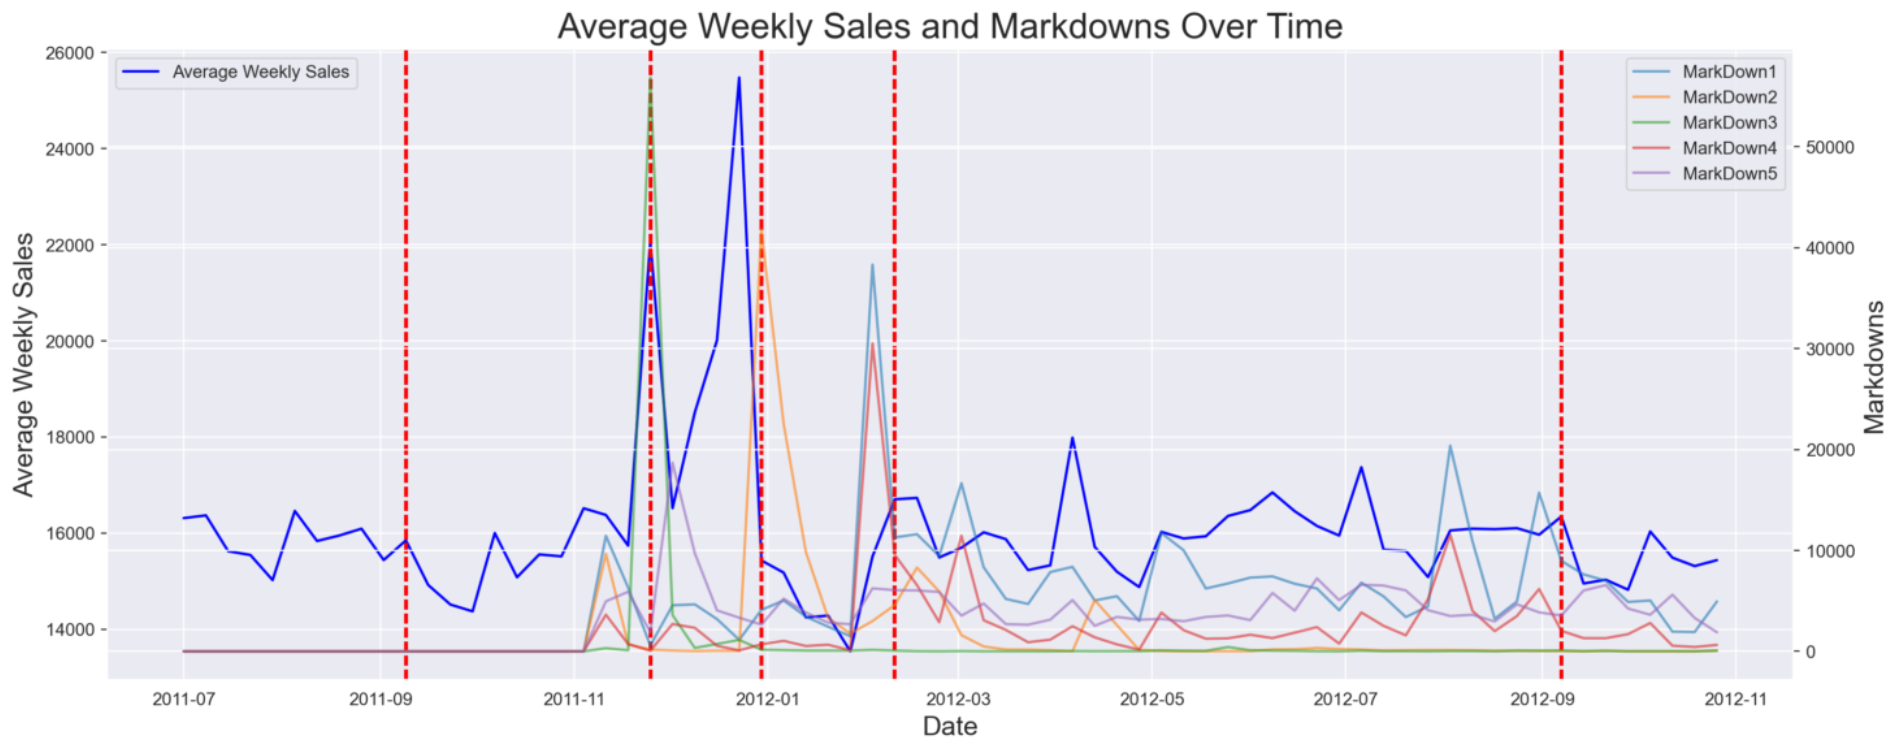 Average Weekly Sales and Markdowns Over Time
Average Weekly Sales
MarkDown1
MarkDown2
MarkDown3
MarkDown4
MarkDown5
26000
24000
22000
20000
18000
16000
14000
Average Weekly Sales
50000
40000
30000
20000
10000
0
Markdowns
2011-07 2011-09 2011-11 2012-01 2012-03 2012-05 2012-07 2012-09 2012-11
Date